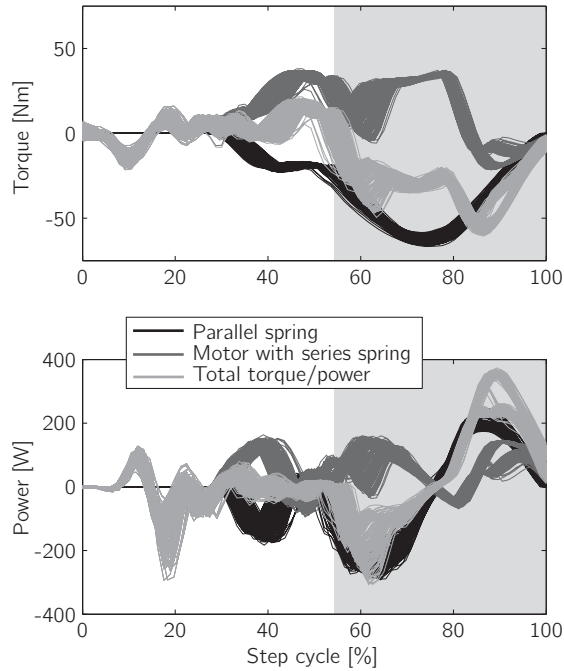 50
0
-50
Torque [Nm]
0 20 40 60 80 100
Parallel spring
Motor with series spring
Total torque/power
400
200
0
-200
-400
Power [W]
0 20 40 60 80 100
Step cycle [%]